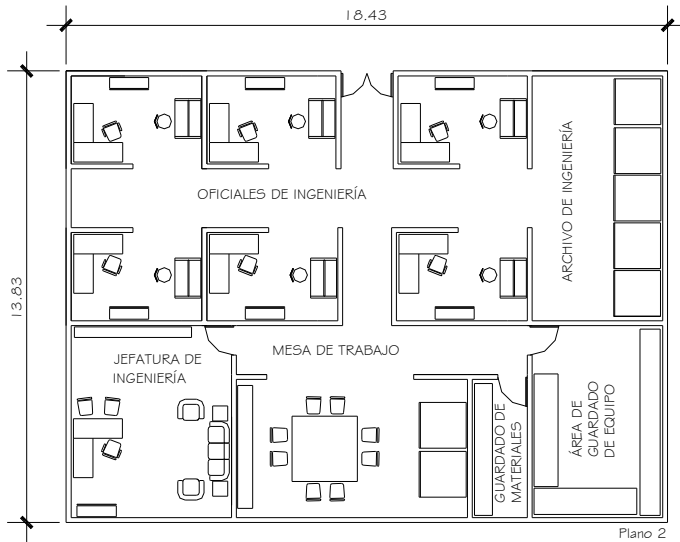 18.43
13.83
OFICIALES DE INGENIERÍA
ARCHIVO DE INGENIERÍA
JEFATURA DE
INGENIERÍA
MESA DE TRABAJO
GUARDADO DE
MATERIALES
ÁREA DE
GUARDADO
DE EQUIPO
Plano 2